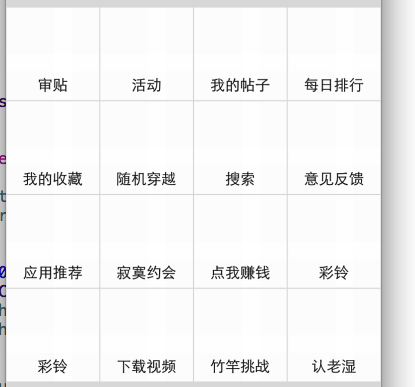 审贴 活动 我的帖子 每日排行
我的收藏 随机穿越 搜索 意见反馈
应用推荐 寂寞约会 点我赚钱 彩铃
彩铃 下载视频 竹竿挑战 认老湿